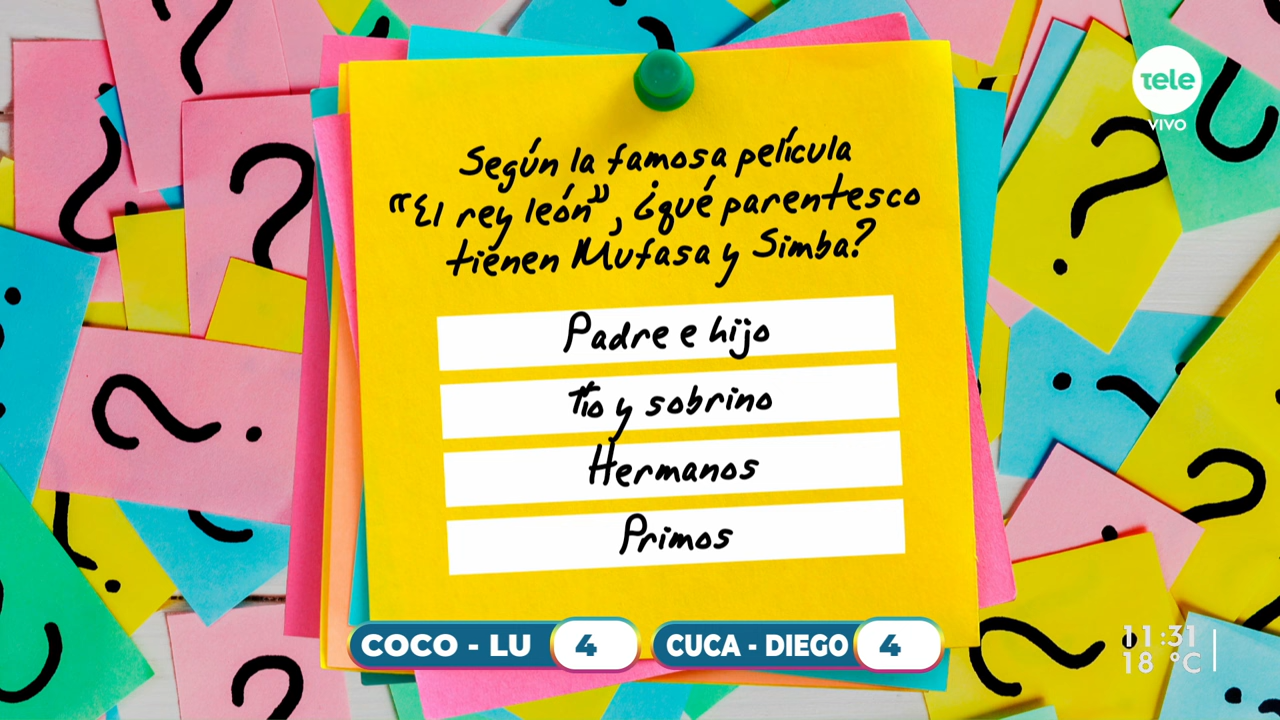 tele
VIVO
Según la famosa película
"El rey león", ¿qué parentesco
tienen Mufasa y Simba?
Padre e hijo
Tío y sobrino
Hermanos
Primos
COCO - LU 4
CUCA - DIEGO 4
11:31
18 °C